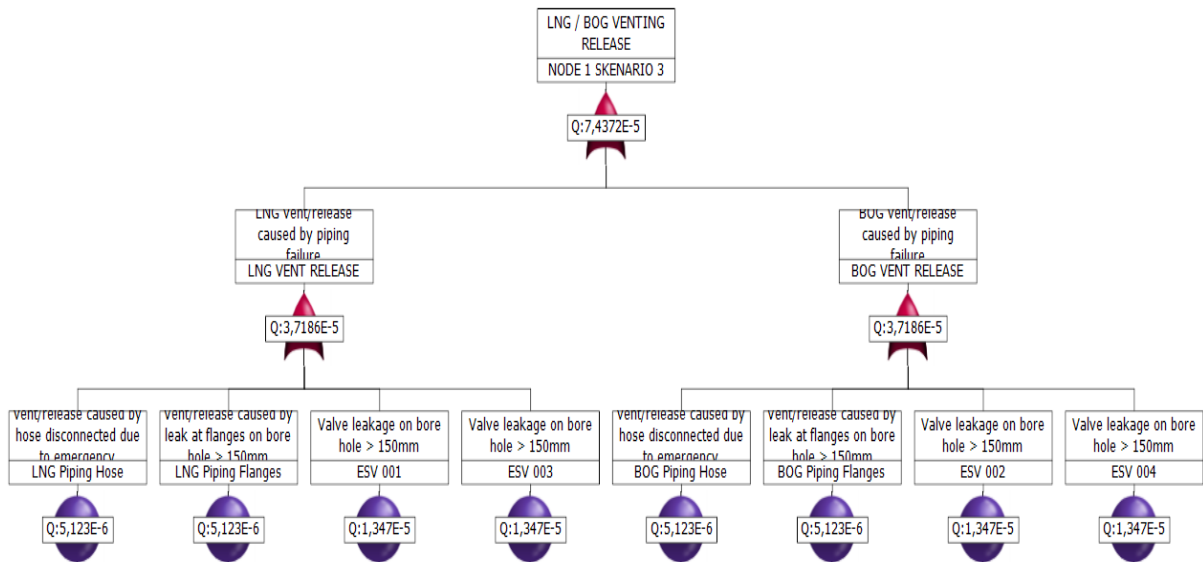 LNG / BOG VENTING
RELEASE
NODE 1 SKENARIO 3
Q:7,4372E-5
LNG Vent/release
caused by piping
failure
LNG VENT RELEASE
Q:3,7186E-5
BOG Vent/release
caused by piping
failure
BOG VENT RELEASE
Q:3,7186E-5
Vent/release caused by
hose disconnected due
to emergency
LNG Piping Hose
Q:5,123E-6
Vent/release caused by
leak at flanges on bore
hole > 150mm
LNG Piping Flanges
Q:5,123E-6
Valve leakage on bore
hole > 150mm
ESV 001
Q:1,347E-5
Valve leakage on bore
hole > 150mm
ESV 003
Q:1,347E-5
Vent/release caused by
hose disconnected due
to emergency
BOG Piping Hose
Q:5,123E-6
Vent/release caused by
leak at flanges on bore
hole > 150mm
BOG Piping Flanges
Q:5,123E-6
Valve leakage on bore
hole > 150mm
ESV 002
Q:1,347E-5
Valve leakage on bore
hole > 150mm
ESV 004
Q:1,347E-5